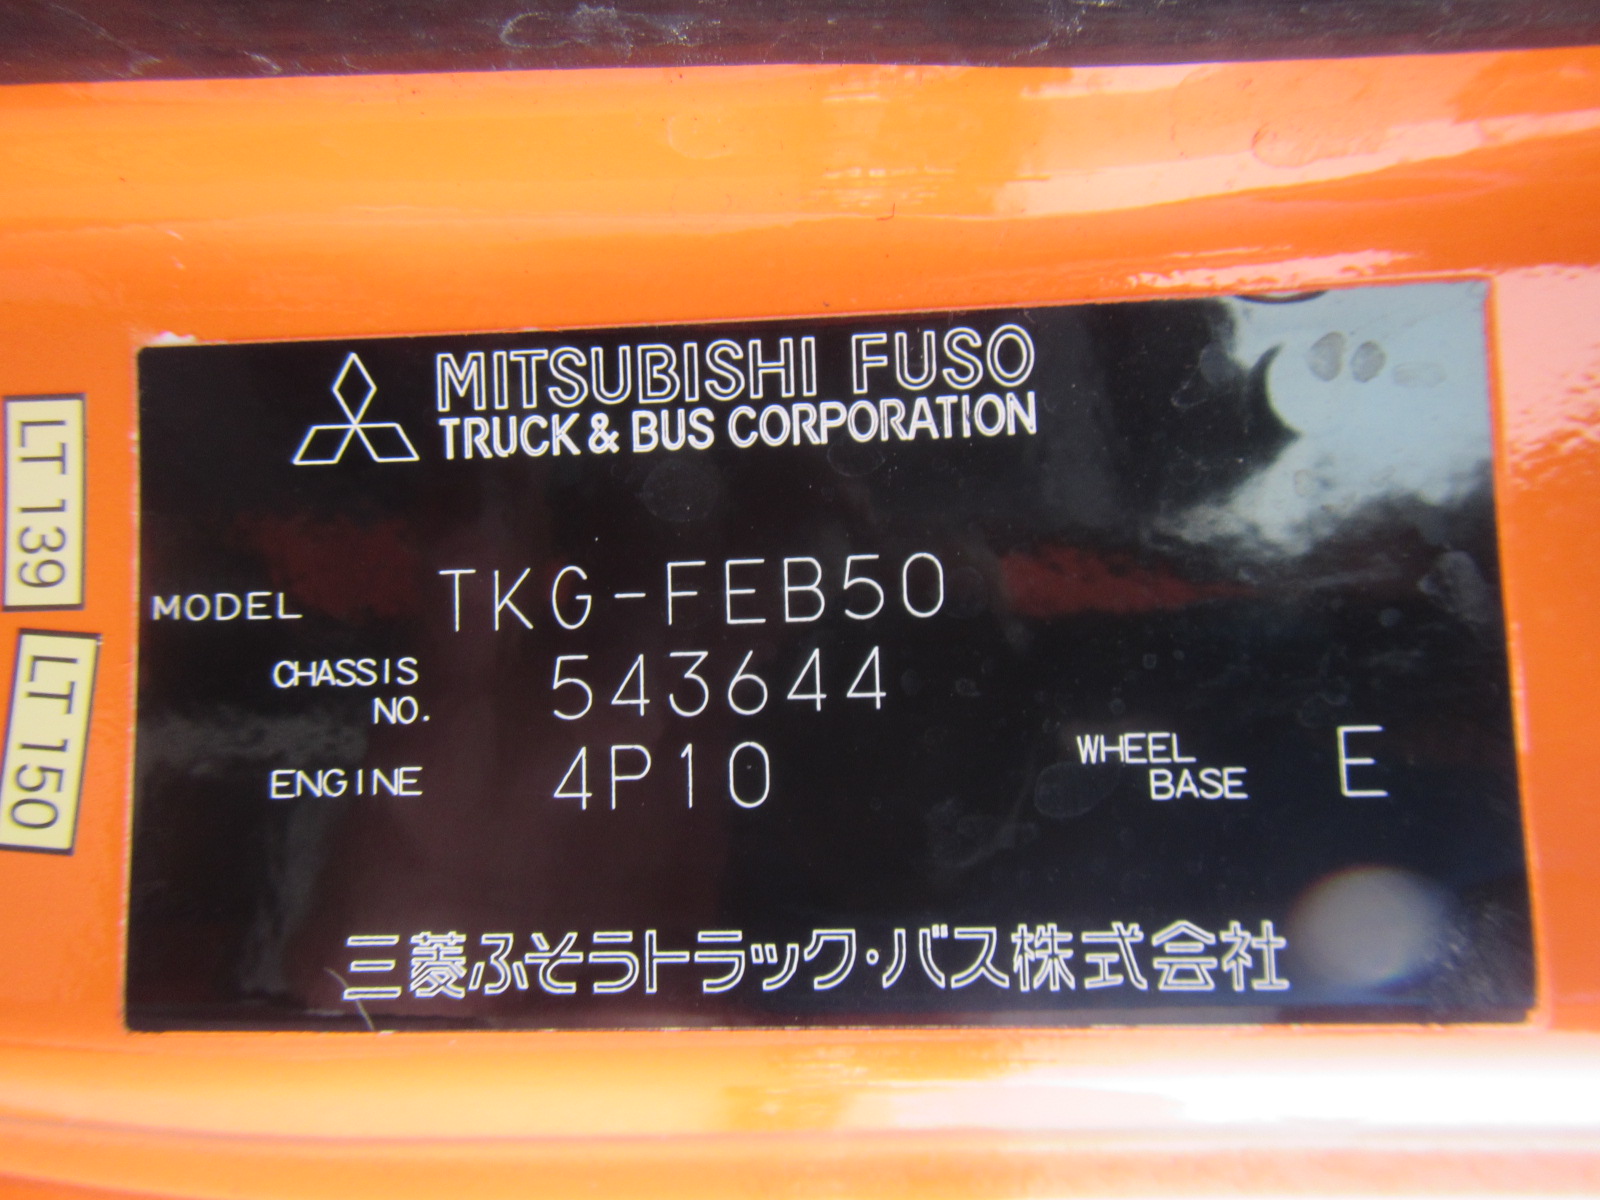 MITSUBISHI FUSO
TRUCK & BUS CORPORATION
LT 139
LT 150
MODEL TKG-FEB50
CHASSIS NO. 543644
ENGINE 4P10
WHEEL BASE E
三菱ふそうトラック・バス株式会社